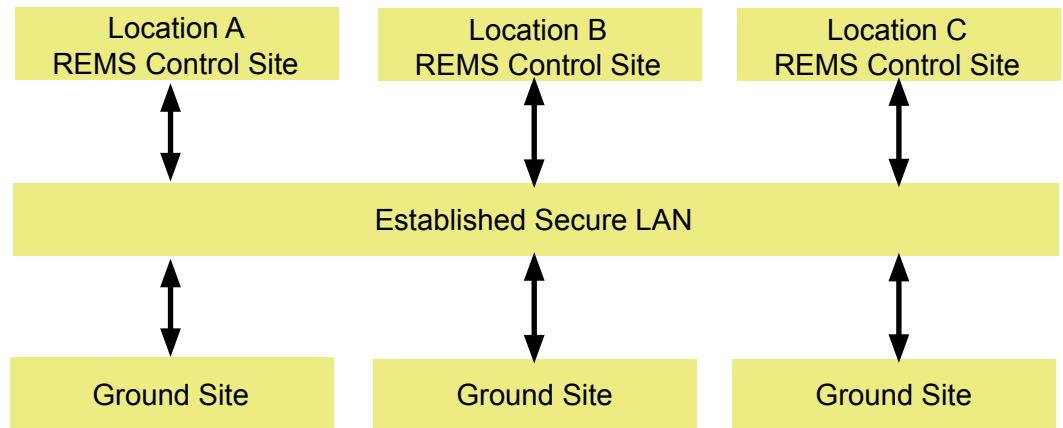 Location A
REMS Control Site
Location B
REMS Control Site
Location C
REMS Control Site
Established Secure LAN
Ground Site
Ground Site
Ground Site